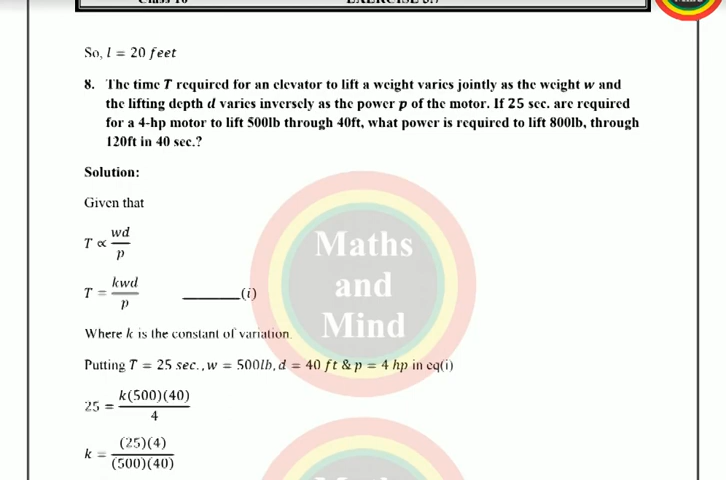 So, l = 20 feet
8. The time T required for an elevator to lift a weight varies jointly as the weight w and
the lifting depth d varies inversely as the power p of the motor. If 25 sec. are required
for a 4-hp motor to lift 500lb through 40ft, what power is required to lift 800lb, through
120ft in 40 sec.?
Solution:
Given that
T ∝ wd/p
T = kwd/p ______(i)
Where k is the constant of variation.
Putting T = 25 sec., w = 500lb, d = 40 ft & p = 4 hp in eq(i)
25 = k(500)(40)/4
k = (25)(4)/(500)(40)
Maths
and
Mind